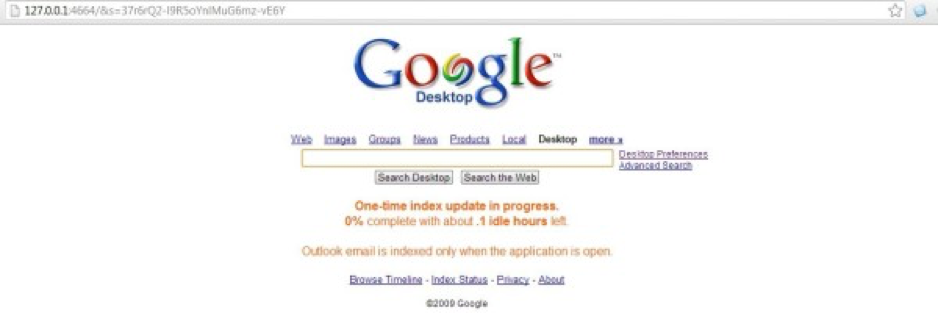 127.0.0.1:4664/&s=37r6rQ2-I9R5oYnIMuG6mz-vE6Y
Google™
Desktop
Web Images Groups News Products Local Desktop more »
Desktop Preferences
Advanced Search
Search Desktop Search the Web
One-time index update in progress.
0% complete with about .1 idle hours left.
Outlook email is indexed only when the application is open.
Browse Timeline - Index Status - Privacy - About
©2009 Google